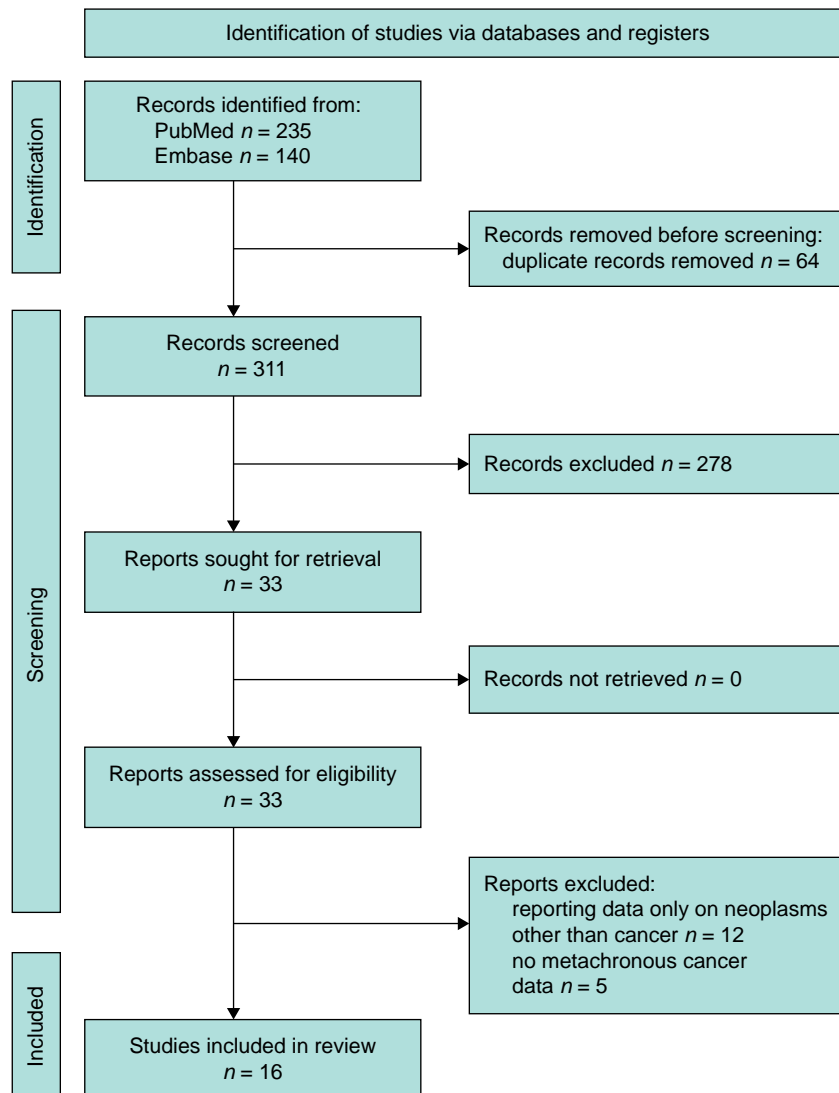 Identification of studies via databases and registers
Identification
Records identified from:
PubMed n = 235
Embase n = 140
Records removed before screening:
duplicate records removed n = 64
Screening
Records screened
n = 311
Records excluded n = 278
Reports sought for retrieval
n = 33
Records not retrieved n = 0
Reports assessed for eligibility
n = 33
Reports excluded:
reporting data only on neoplasms
other than cancer n = 12
no metachronous cancer
data n = 5
Included
Studies included in review
n = 16